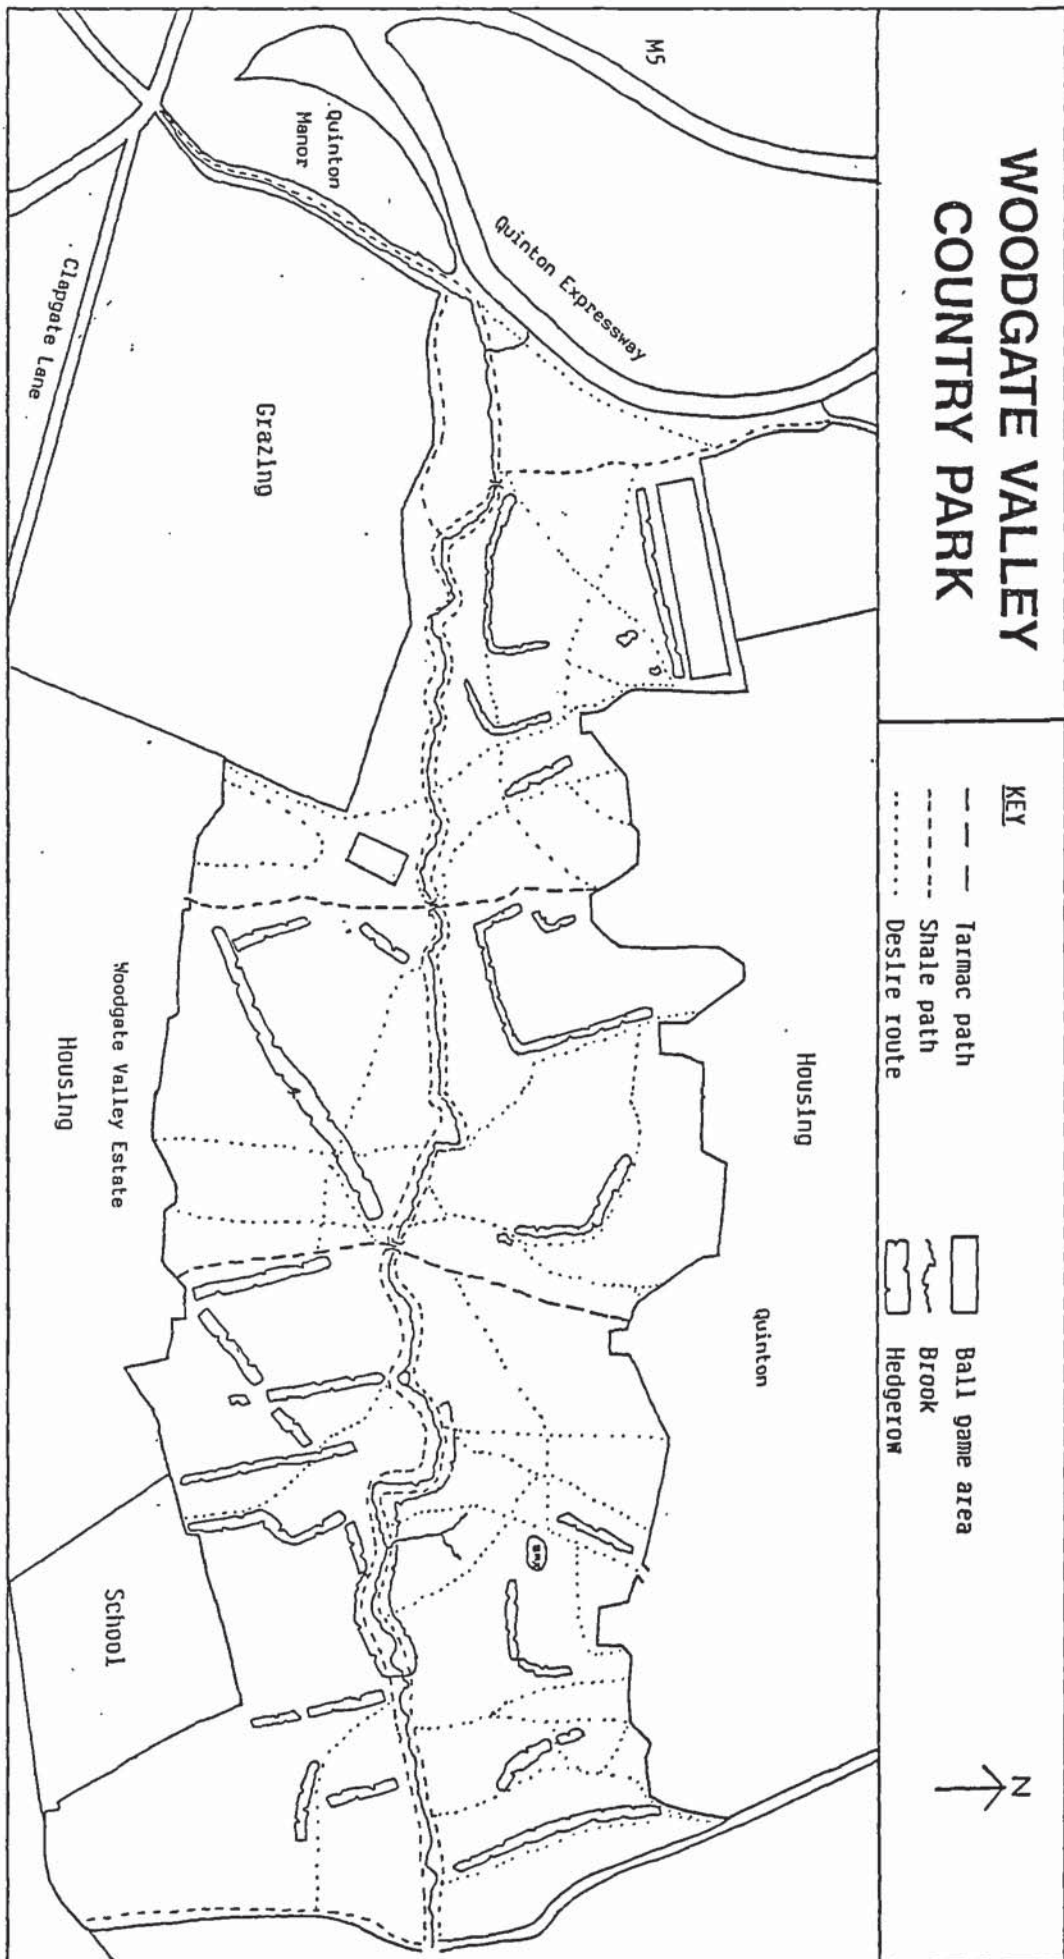 WOODGATE VALLEY
COUNTRY PARK
KEY
Tarmac path
Shale path
Desire route
Ball game area
Brook
Hedgerow
N
M5
Quinton Expressway
Quinton
Manor
Clapgate Lane
Grazing
Housing
Quinton
BMX
Woodgate Valley Estate
Housing
School